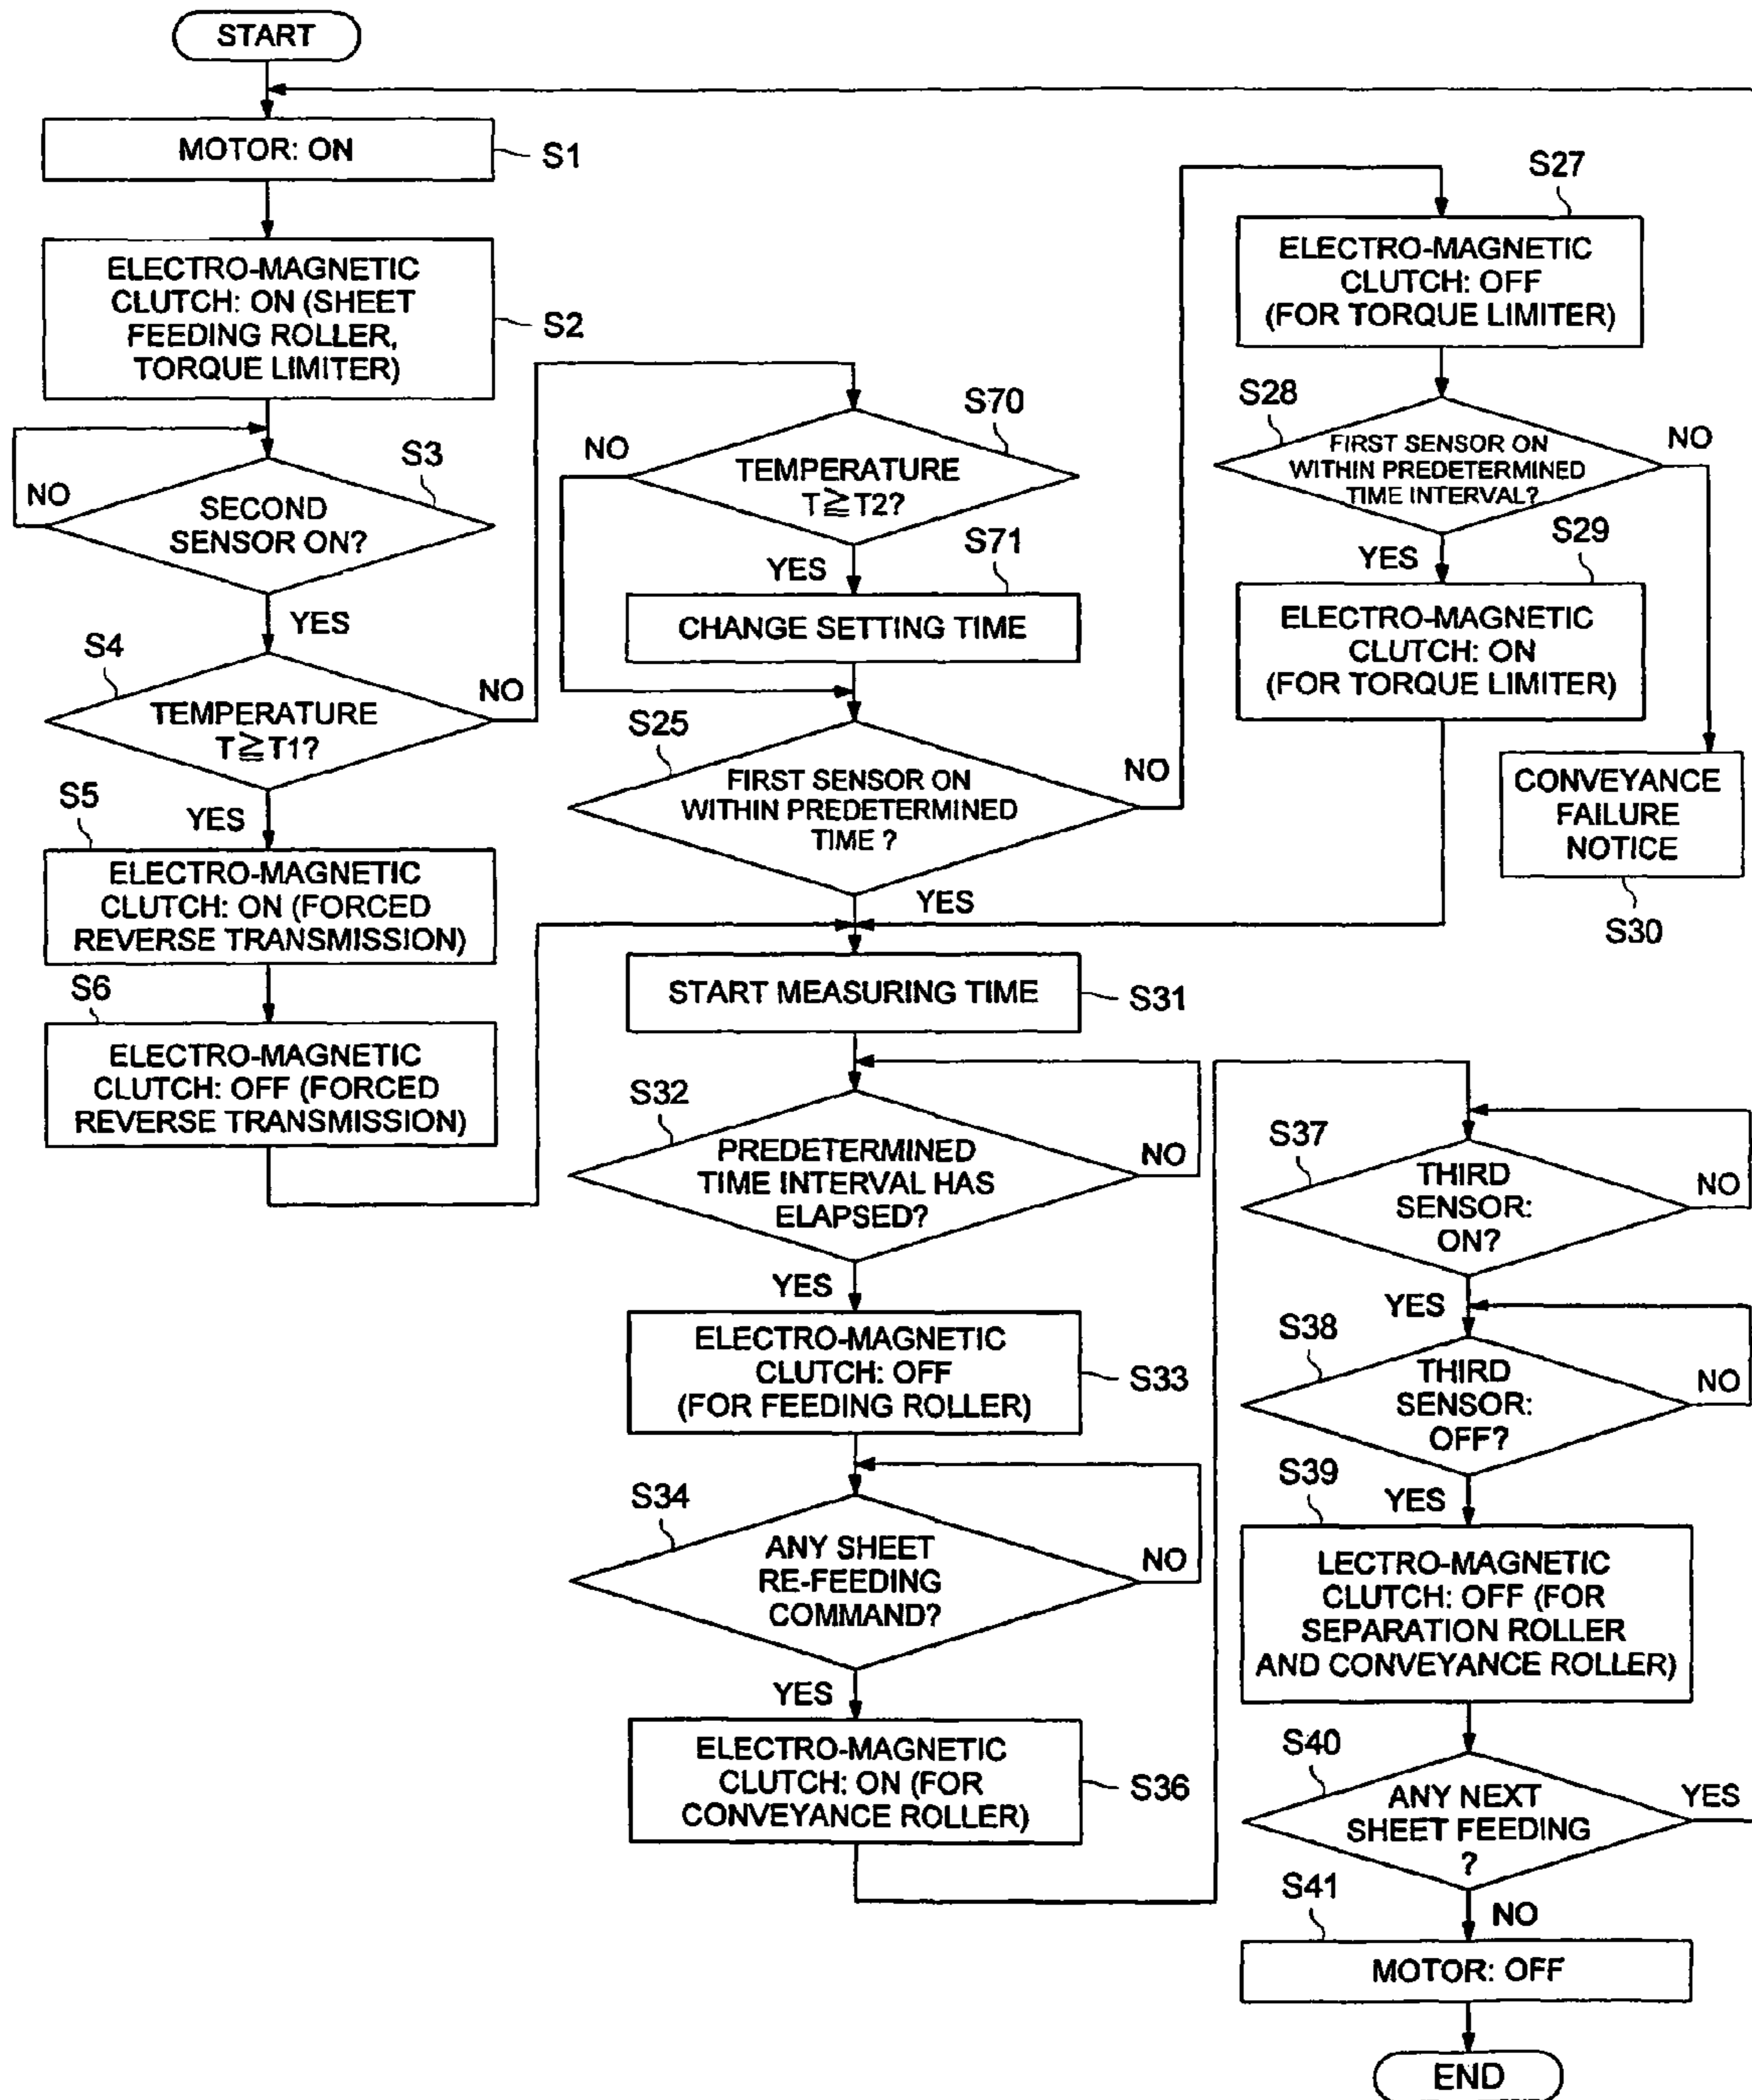 START
MOTOR: ON
S1
ELECTRO-MAGNETIC
CLUTCH: ON (SHEET
FEEDING ROLLER,
TORQUE LIMITER)
S2
S3
NO
SECOND
SENSOR ON?
YES
S4
NO
TEMPERATURE
T≧T1?
YES
S5
ELECTRO-MAGNETIC
CLUTCH: ON (FORCED
REVERSE TRANSMISSION)
S6
ELECTRO-MAGNETIC
CLUTCH: OFF (FORCED
REVERSE TRANSMISSION)
S70
NO
TEMPERATURE
T≧T2?
YES
S71
CHANGE SETTING TIME
S25
NO
FIRST SENSOR ON
WITHIN PREDETERMINED
TIME ?
YES
S27
ELECTRO-MAGNETIC
CLUTCH: OFF
(FOR TORQUE LIMITER)
S28
NO
FIRST SENSOR ON
WITHIN PREDETERMINED
TIME INTERVAL?
YES
S29
ELECTRO-MAGNETIC
CLUTCH: ON
(FOR TORQUE LIMITER)
CONVEYANCE
FAILURE
NOTICE
S30
START MEASURING TIME
S31
S32
NO
PREDETERMINED
TIME INTERVAL HAS
ELAPSED?
YES
ELECTRO-MAGNETIC
CLUTCH: OFF
(FOR FEEDING ROLLER)
S33
S34
NO
ANY SHEET
RE-FEEDING
COMMAND?
YES
ELECTRO-MAGNETIC
CLUTCH: ON (FOR
CONVEYANCE ROLLER)
S36
S37
THIRD
SENSOR:
ON?
NO
YES
S38
THIRD
SENSOR:
OFF?
NO
YES
S39
LECTRO-MAGNETIC
CLUTCH: OFF (FOR
SEPARATION ROLLER
AND CONVEYANCE ROLLER)
S40
ANY NEXT
SHEET FEEDING
?
YES
NO
S41
MOTOR: OFF
END